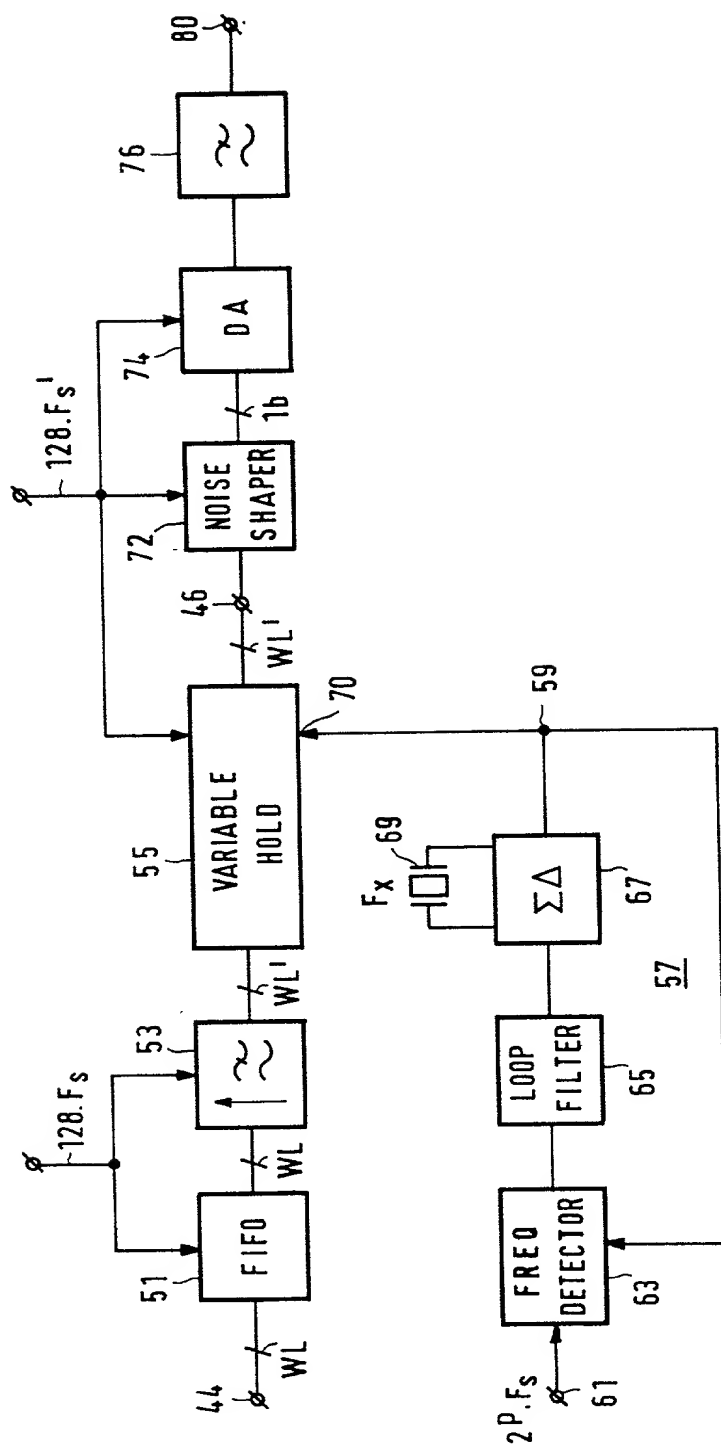 80
76
128.Fs'
74
DA
1b
72
NOISE
SHAPER
46
WL'
70
55
VARIABLE
HOLD
WL'
53
128.Fs
WL
51
FIFO
WL
44
59
69
Fx
ΣΔ
67
57
LOOP
FILTER
65
FREQ
DETECTOR
63
2P.Fs
61